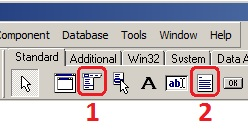 Component Database Tools Window Help
Standard Additional Win32 System Data A
A ab OK
1 2